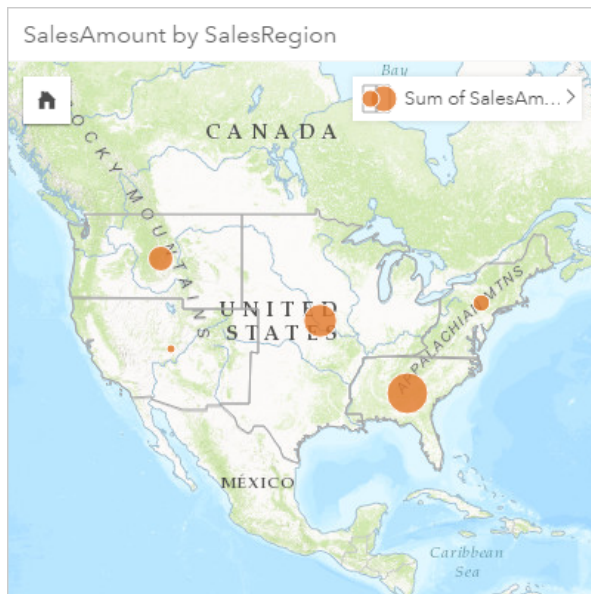 SalesAmount by SalesRegion
Bay
Sum of SalesAm...
CANADA
ROCKY MOUNTAINS
UNITED
STATES
APPALACHIAN MTNS
MÉXICO
Caribbean
Sea